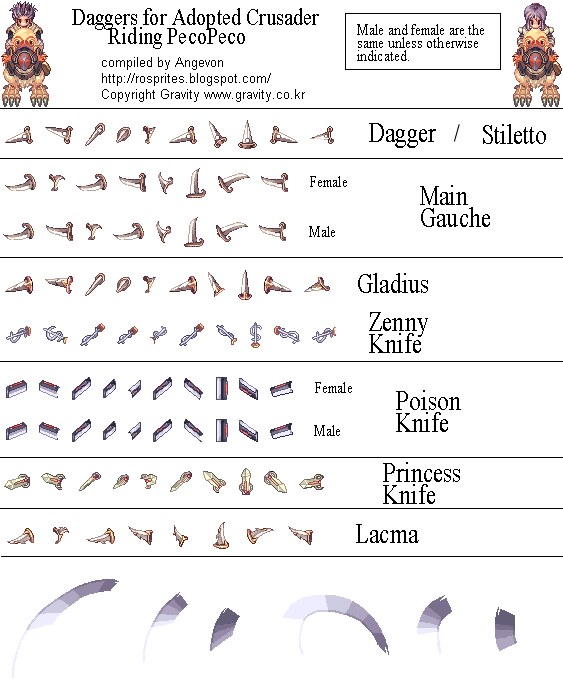 Daggers for Adopted Crusader
Riding PecoPeco
compiled by Angevon
http://rosprites.blogspot.com/
Copyright Gravity www.gravity.co.kr
Male and female are the
same unless otherwise
indicated.
Dagger / Stiletto
Female
Male
Main
Gauche
Gladius
Zenny
Knife
Female
Male
Poison
Knife
Princess
Knife
Lacma